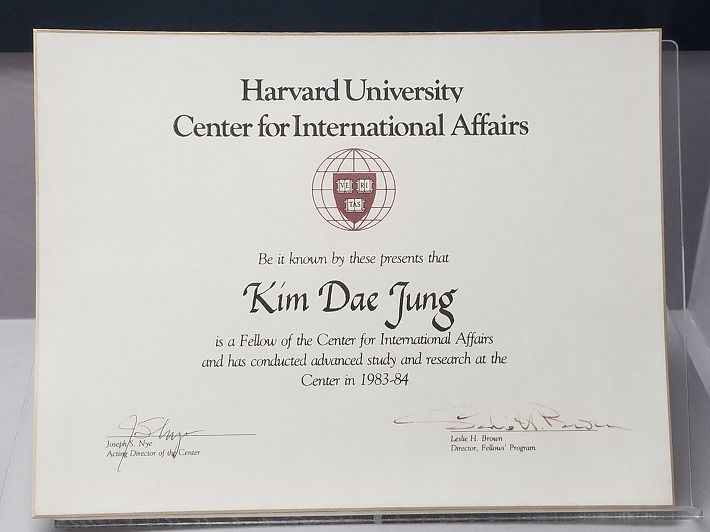 Harvard University
Center for International Affairs
VE RI
TAS
Be it known by these presents that
Kim Dae Jung
is a Fellow of the Center for International Affairs
and has conducted advanced study and research at the
Center in 1983-84
Joseph S. Nye
Acting Director of the Center
Leslie H. Brown
Director, Fellows' Program